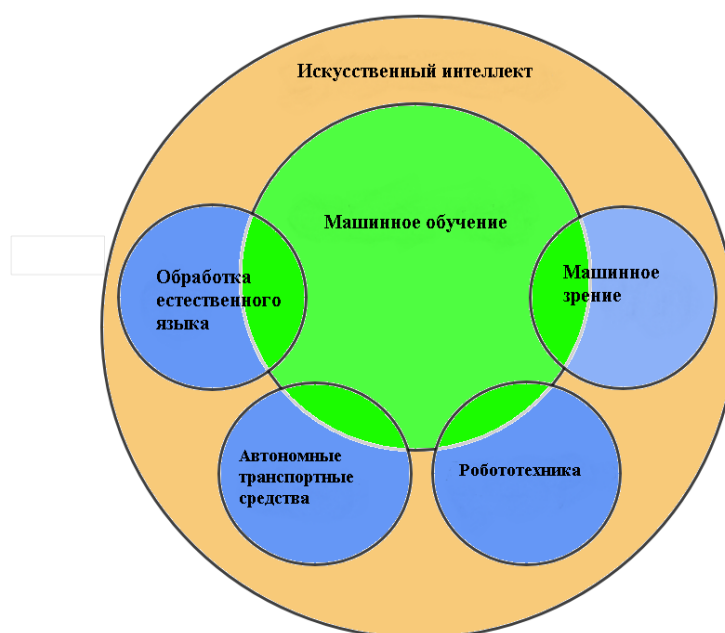 Искусственный интеллект
Машинное обучение
Обработка
естественного
языка
Машинное
зрение
Автономные
транспортные
средства
Робототехника